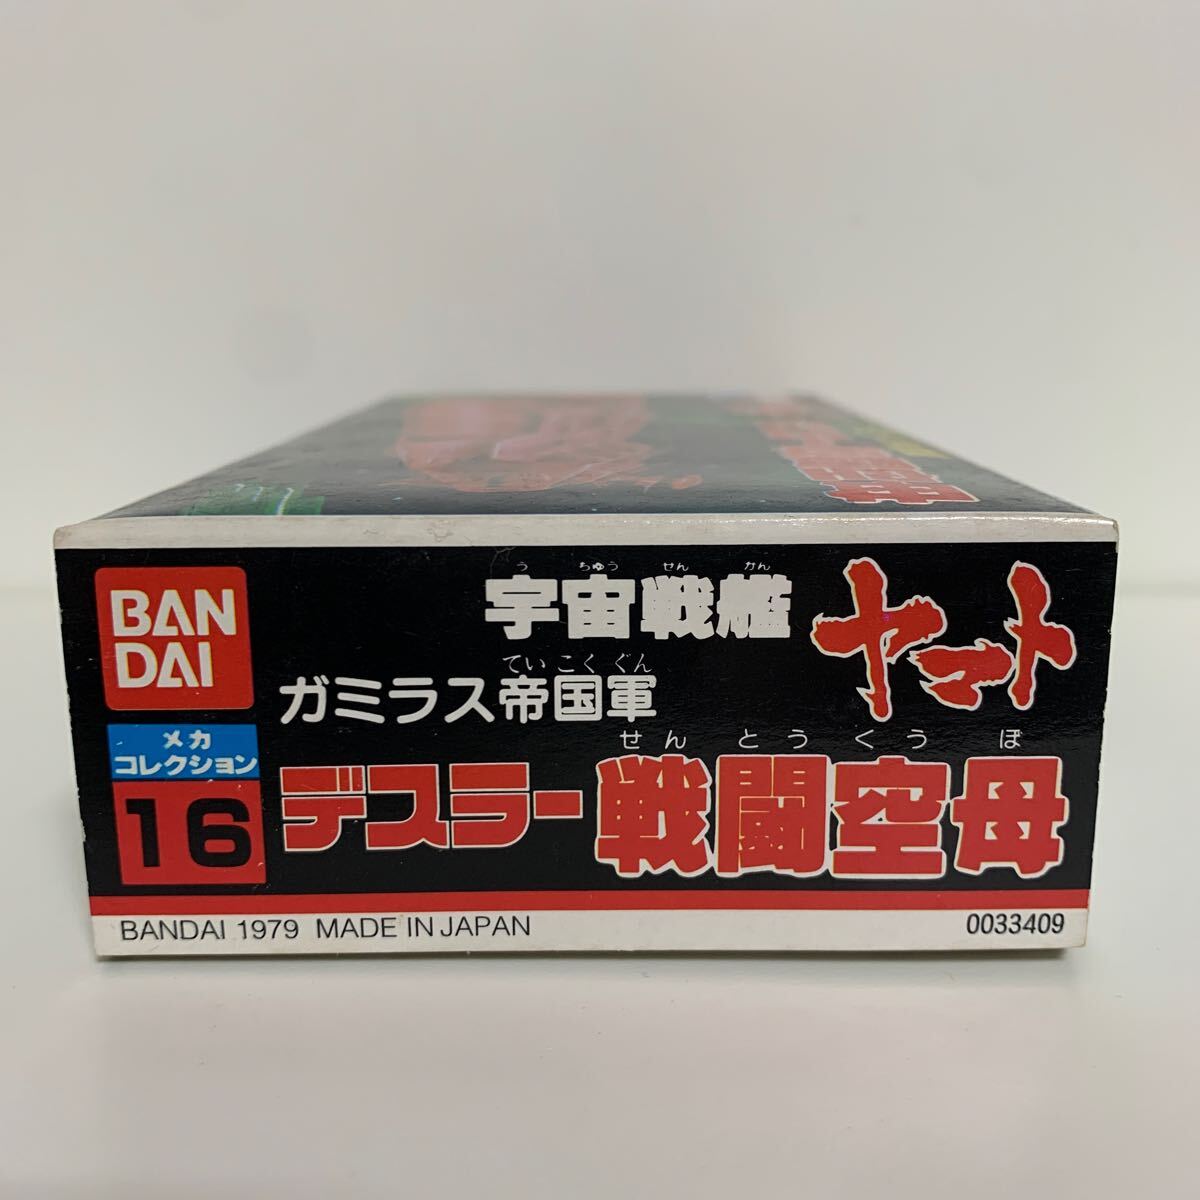 BAN
DAI
メカ
コレクション
16
う ちゅう せん かん
宇宙戦艦
ヤマト
てい こく ぐん
ガミラス帝国軍
せん とう くう ぼ
デスラー戦闘空母
BANDAI 1979 MADE IN JAPAN
0033409